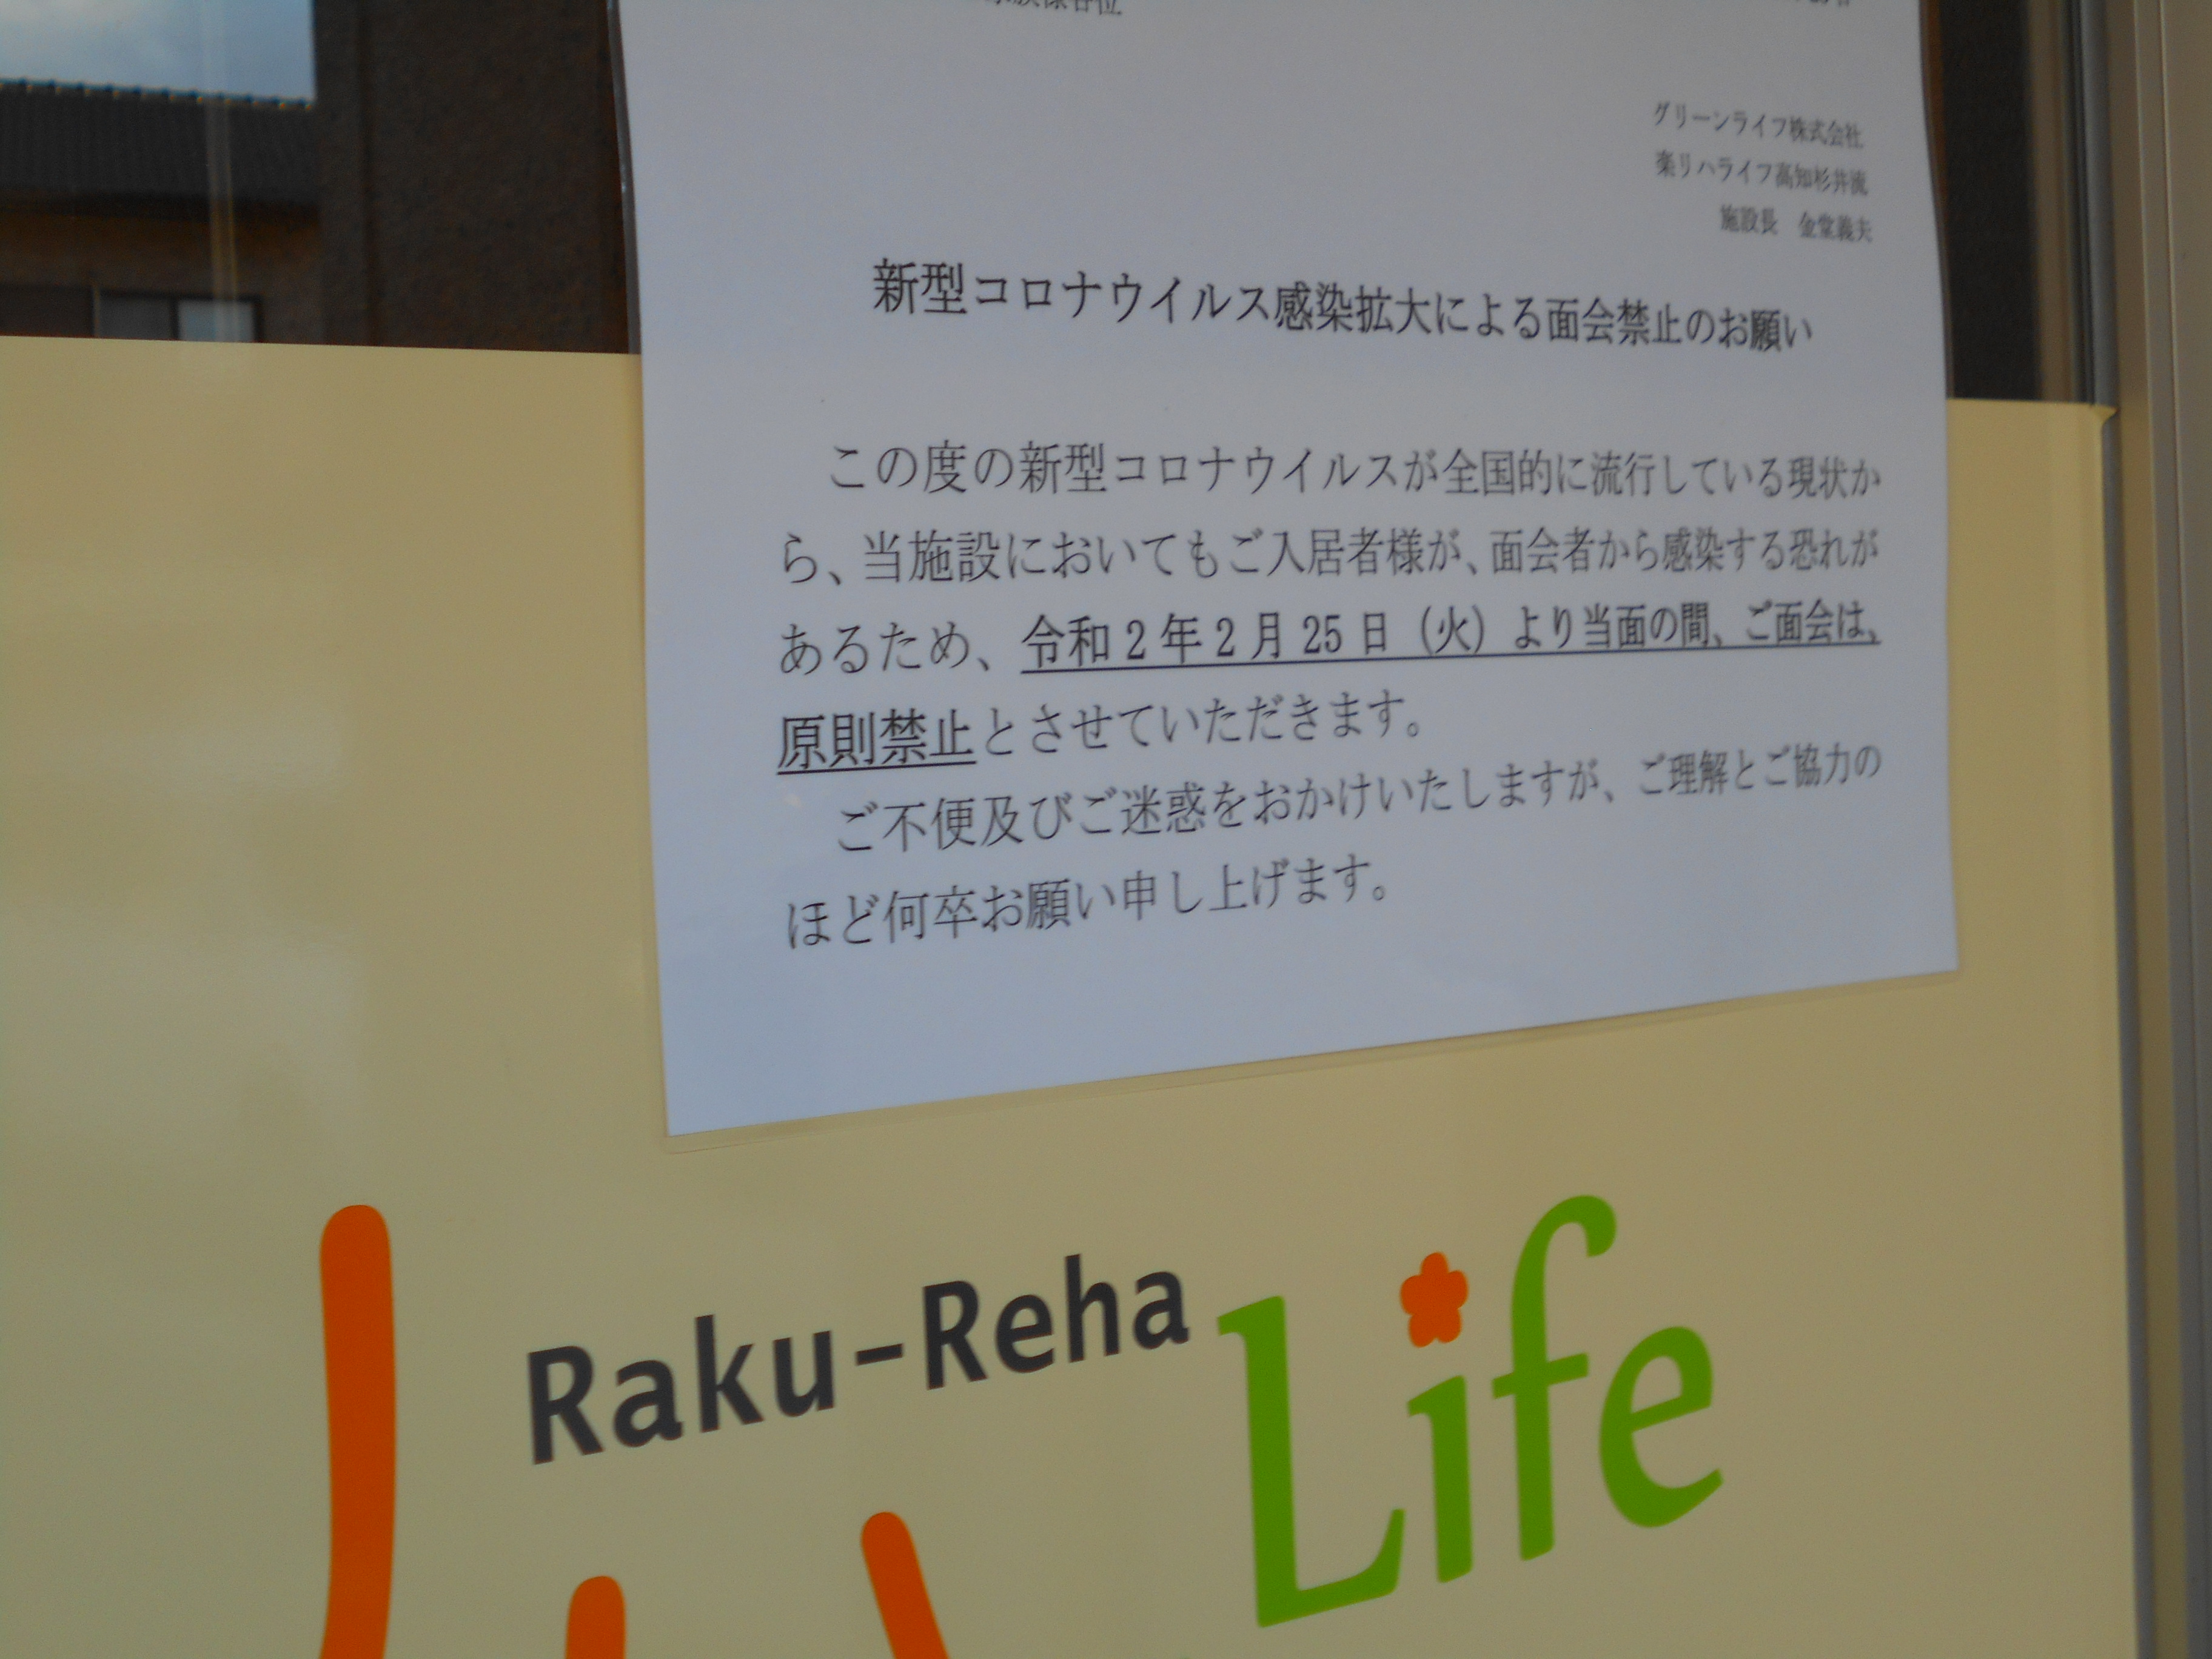 グリーンライフ株式会社
楽リハライフ高知杉井流
施設長　金堂義夫
新型コロナウイルス感染拡大による面会禁止のお願い
この度の新型コロナウイルスが全国的に流行している現状か
ら、当施設においてもご入居者様が、面会者から感染する恐れが
あるため、令和2年2月25日（火）より当面の間、ご面会は、
原則禁止とさせていただきます。
ご不便及びご迷惑をおかけいたしますが、ご理解とご協力の
ほど何卒お願い申し上げます。
Raku-Reha Life